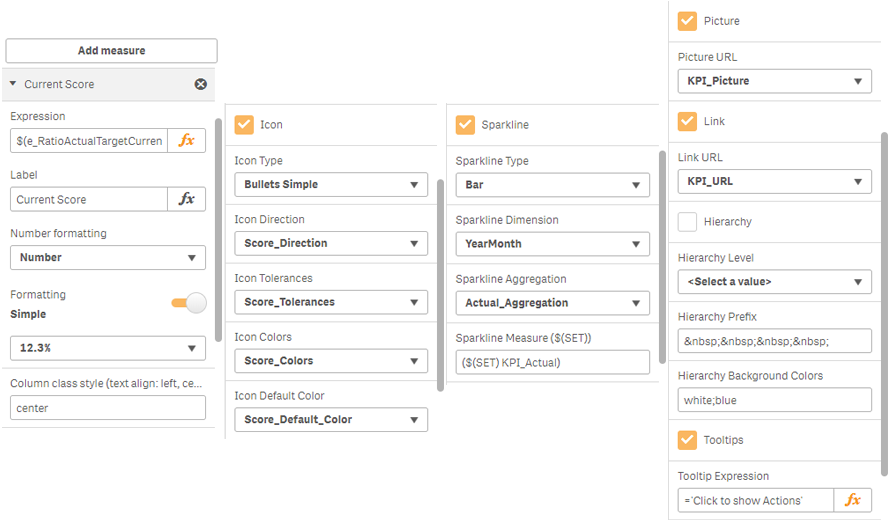 Add measure
Current Score
Expression
$(e_RatioActualTargetCurren
fx
Label
Current Score
fx
Number formatting
Number
Formatting
Simple
12.3%
Column class style (text align: left, ce...
center
Icon
Icon Type
Bullets Simple
Icon Direction
Score_Direction
Icon Tolerances
Score_Tolerances
Icon Colors
Score_Colors
Icon Default Color
Score_Default_Color
Sparkline
Sparkline Type
Bar
Sparkline Dimension
YearMonth
Sparkline Aggregation
Actual_Aggregation
Sparkline Measure ($(SET))
($(SET) KPI_Actual)
Picture
Picture URL
KPI_Picture
Link
Link URL
KPI_URL
Hierarchy
Hierarchy Level
<Select a value>
Hierarchy Prefix
&nbsp;&nbsp;&nbsp;&nbsp;
Hierarchy Background Colors
white;blue
Tooltips
Tooltip Expression
='Click to show Actions'
fx